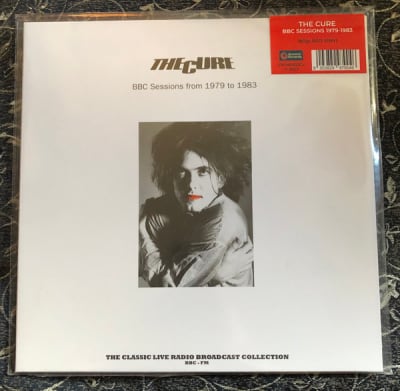 THE CURE
BBC SESSIONS 1979-1983
THE CURE
BBC Sessions from 1979 to 1983
THE CLASSIC LIVE RADIO BROADCAST COLLECTION
BBC - FM